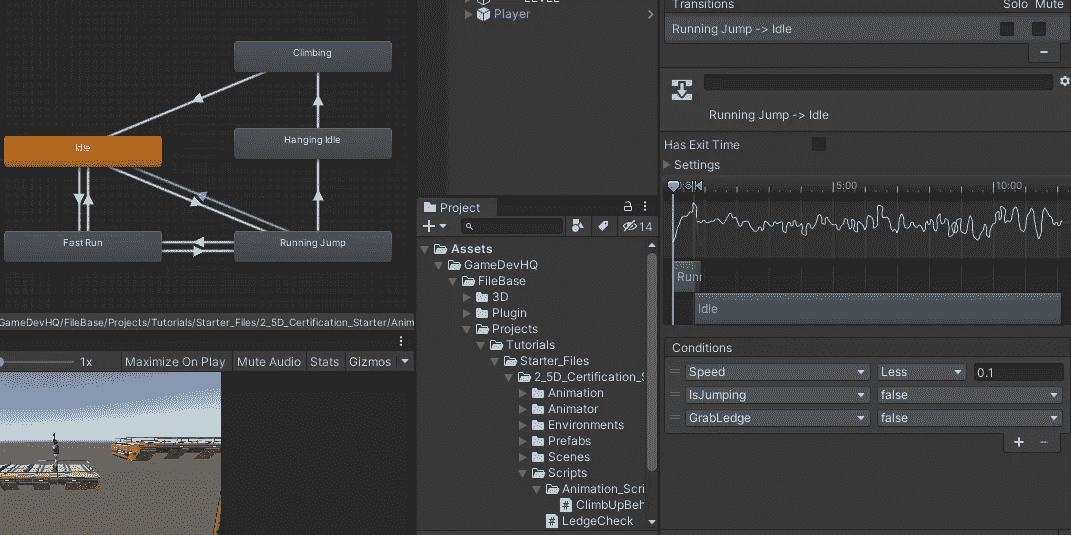 Climbing
Idle
Hanging Idle
Fast Run
Running Jump
GameDevHQ/FileBase/Projects/Tutorials/Starter_Files/2_5D_Certification_Starter/Anim
1x
Maximize On Play
Mute Audio
Stats
Gizmos
Player
Project
14
Assets
GameDevHQ
FileBase
3D
Plugin
Projects
Tutorials
Starter_Files
2_5D_Certification_S
Animation
Animator
Environments
Prefabs
Scenes
Scripts
Animation_Scri
ClimbUpBeh
LedgeCheck
Transitions Solo Mute
Running Jump -> Idle
Running Jump -> Idle
Has Exit Time
Settings
5:00 10:00
Runn
Idle
Conditions
Speed Less 0.1
IsJumping false
GrabLedge false